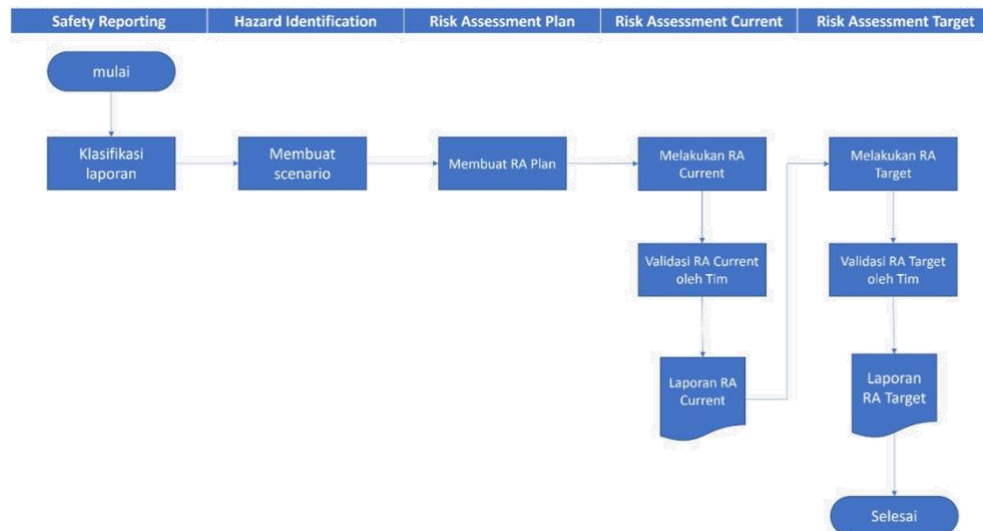 Safety Reporting
Hazard Identification
Risk Assessment Plan
Risk Assessment Current
Risk Assessment Target
mulai
Klasifikasi
laporan
Membuat
scenario
Membuat RA Plan
Melakukan RA
Current
Melakukan RA
Target
Validasi RA Current
oleh Tim
Validasi RA Target
oleh Tim
Laporan RA
Current
Laporan
RA Target
Selesai